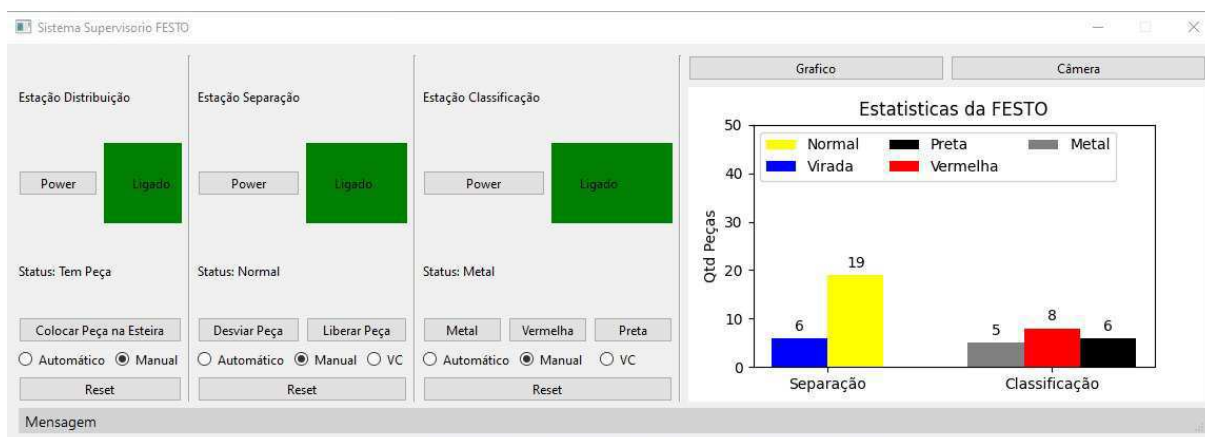 Sistema Supervisorio FESTO
Estação Distribuição
Power
Ligado
Status: Tem Peça
Colocar Peça na Esteira
Automático Manual
Reset
Estação Separação
Power
Ligado
Status: Normal
Desviar Peça Liberar Peça
Automático Manual VC
Reset
Estação Classificação
Power
Ligado
Status: Metal
Metal Vermelha Preta
Automático Manual VC
Reset
Grafico Câmera
Estatisticas da FESTO
Normal Preta Metal
Virada Vermelha
Qtd Peças
50
40
30
20
10
0
6 19 5 8 6
Separação Classificação
Mensagem